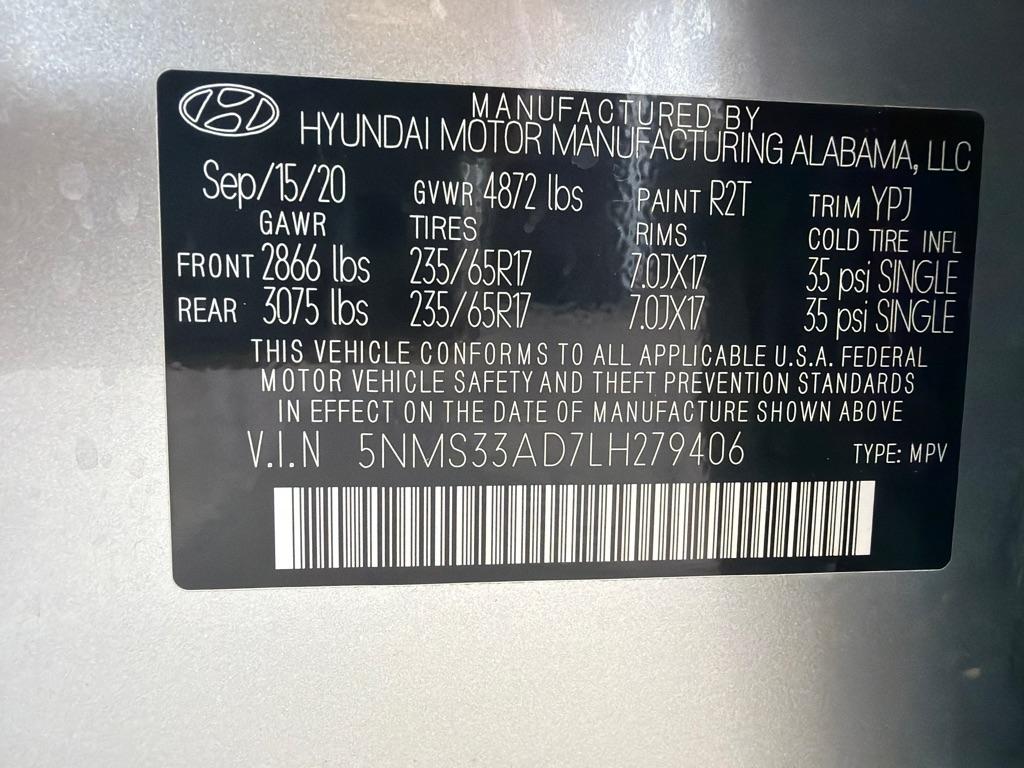 MANUFACTURED BY
HYUNDAI MOTOR MANUFACTURING ALABAMA, LLC
Sep/15/20 GVWR 4872 lbs PAINT R2T TRIM YPJ
GAWR TIRES RIMS COLD TIRE INFL
FRONT 2866 lbs 235/65R17 7.0JX17 35 psi SINGLE
REAR 3075 lbs 235/65R17 7.0JX17 35 psi SINGLE
THIS VEHICLE CONFORMS TO ALL APPLICABLE U.S.A. FEDERAL
MOTOR VEHICLE SAFETY AND THEFT PREVENTION STANDARDS
IN EFFECT ON THE DATE OF MANUFACTURE SHOWN ABOVE
V.I.N 5NMS33AD7LH279406 TYPE: MPV